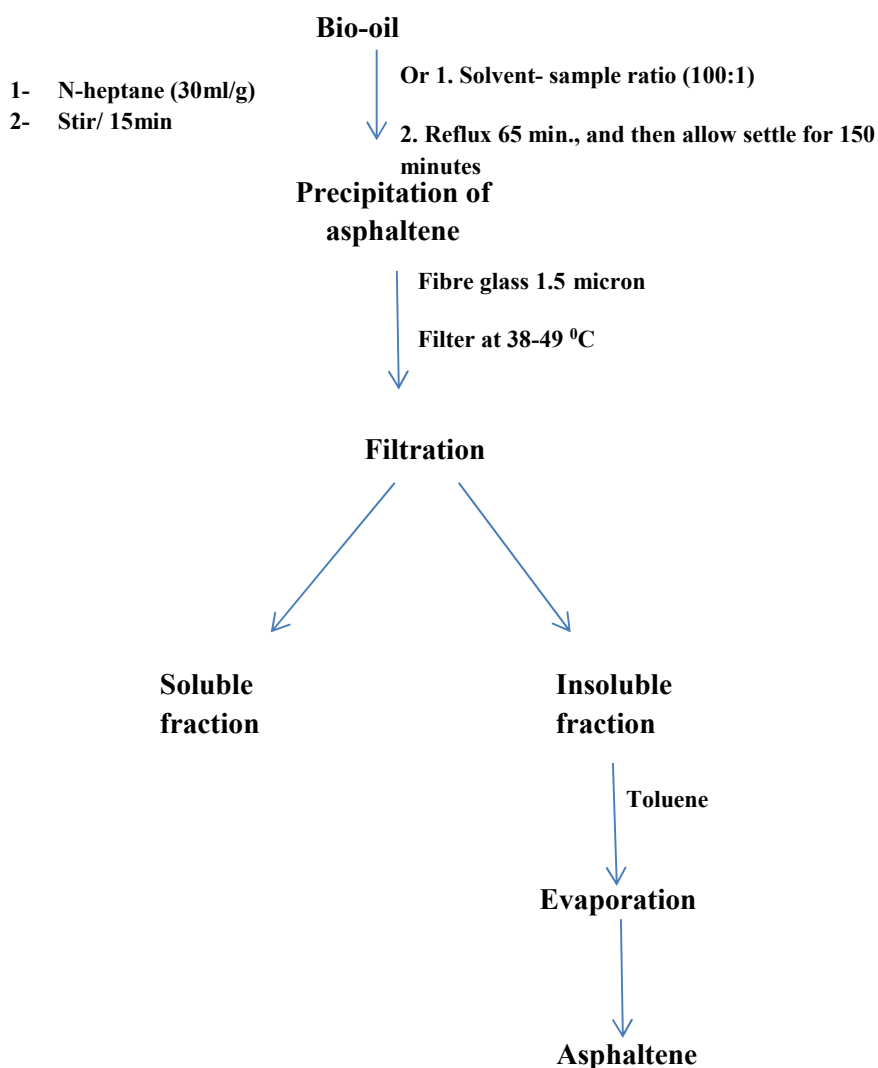 Bio-oil
1- N-heptane (30ml/g)
2- Stir/ 15min
Or 1. Solvent- sample ratio (100:1)
2. Reflux 65 min., and then allow settle for 150
minutes
Precipitation of
asphaltene
Fibre glass 1.5 micron
Filter at 38-49 ⁰C
Filtration
Soluble
fraction
Insoluble
fraction
Toluene
Evaporation
Asphaltene